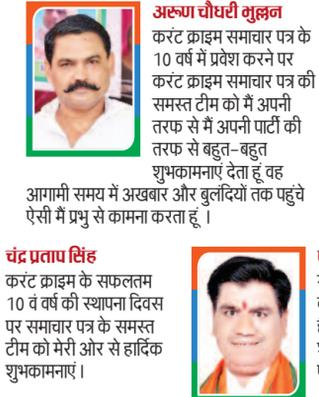 अरूण चौधरी भुल्लन
करंट क्राइम समाचार पत्र के
10 वर्ष में प्रवेश करने पर
करंट क्राइम समाचार पत्र की
समस्त टीम को मैं अपनी
तरफ से मैं अपनी पार्टी की
तरफ से बहुत-बहुत
शुभकामनाएं देता हूं वह
आगामी समय में अखबार और बुलंदियों तक पहुंचे
ऐसी मैं प्रभु से कामना करता हूं ।
चंद्र प्रताप सिंह
करंट क्राइम के सफलतम
10 वं वर्ष की स्थापना दिवस
पर समाचार पत्र के समस्त
टीम को मेरी ओर से हार्दिक
शुभकामनाएं ।